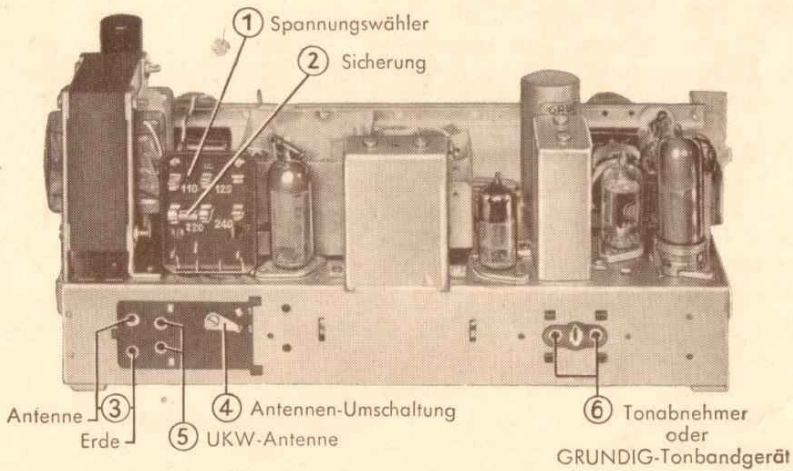 ① Spannungswähler
② Sicherung
GRUN
110 125
220 240
Antenne ③
Erde
④ Antennen-Umschaltung
⑤ UKW-Antenne
⑥ Tonabnehmer
oder
GRUNDIG-Tonbandgerät